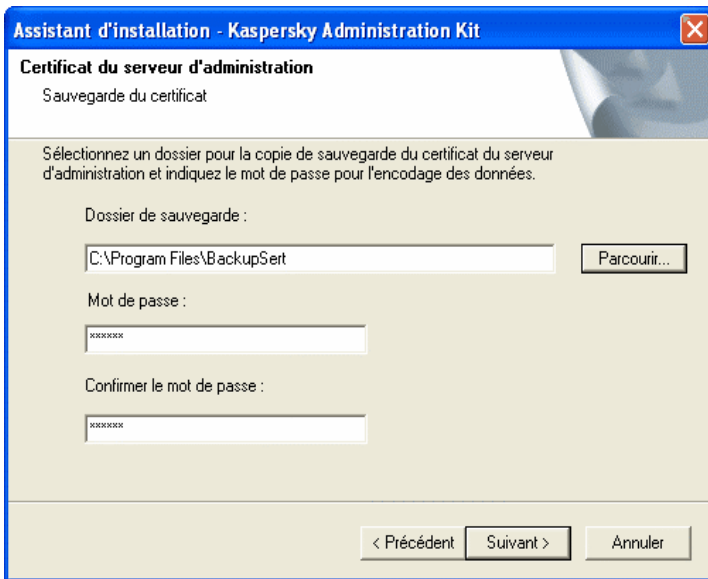 Assistant d'installation - Kaspersky Administration Kit
Certificat du serveur d'administration
Sauvegarde du certificat
Sélectionnez un dossier pour la copie de sauvegarde du certificat du serveur
d'administration et indiquez le mot de passe pour l'encodage des données.
Dossier de sauvegarde :
C:\Program Files\BackupSert
Parcourir...
Mot de passe :
××××××
Confirmer le mot de passe :
××××××
< Précédent
Suivant >
Annuler